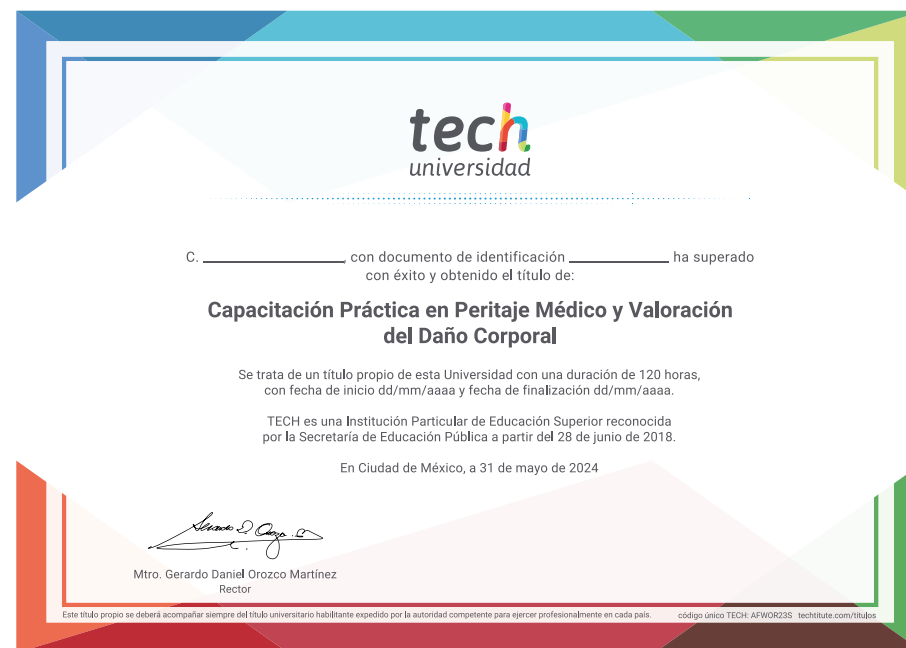 tech
universidad
C. ____________, con documento de identificación ____________ ha superado
con éxito y obtenido el título de:
Capacitación Práctica en Peritaje Médico y Valoración
del Daño Corporal
Se trata de un título propio de esta Universidad con una duración de 120 horas,
con fecha de inicio dd/mm/aaaa y fecha de finalización dd/mm/aaaa.
TECH es una Institución Particular de Educación Superior reconocida
por la Secretaría de Educación Pública a partir del 28 de junio de 2018.
En Ciudad de México, a 31 de mayo de 2024
Mtro. Gerardo Daniel Orozco Martínez
Rector
Este título propio se deberá acompañar siempre del título universitario habilitante expedido por la autoridad competente para ejercer profesionalmente en cada país. código único TECH: AFWOR23S techtitute.com/titulos